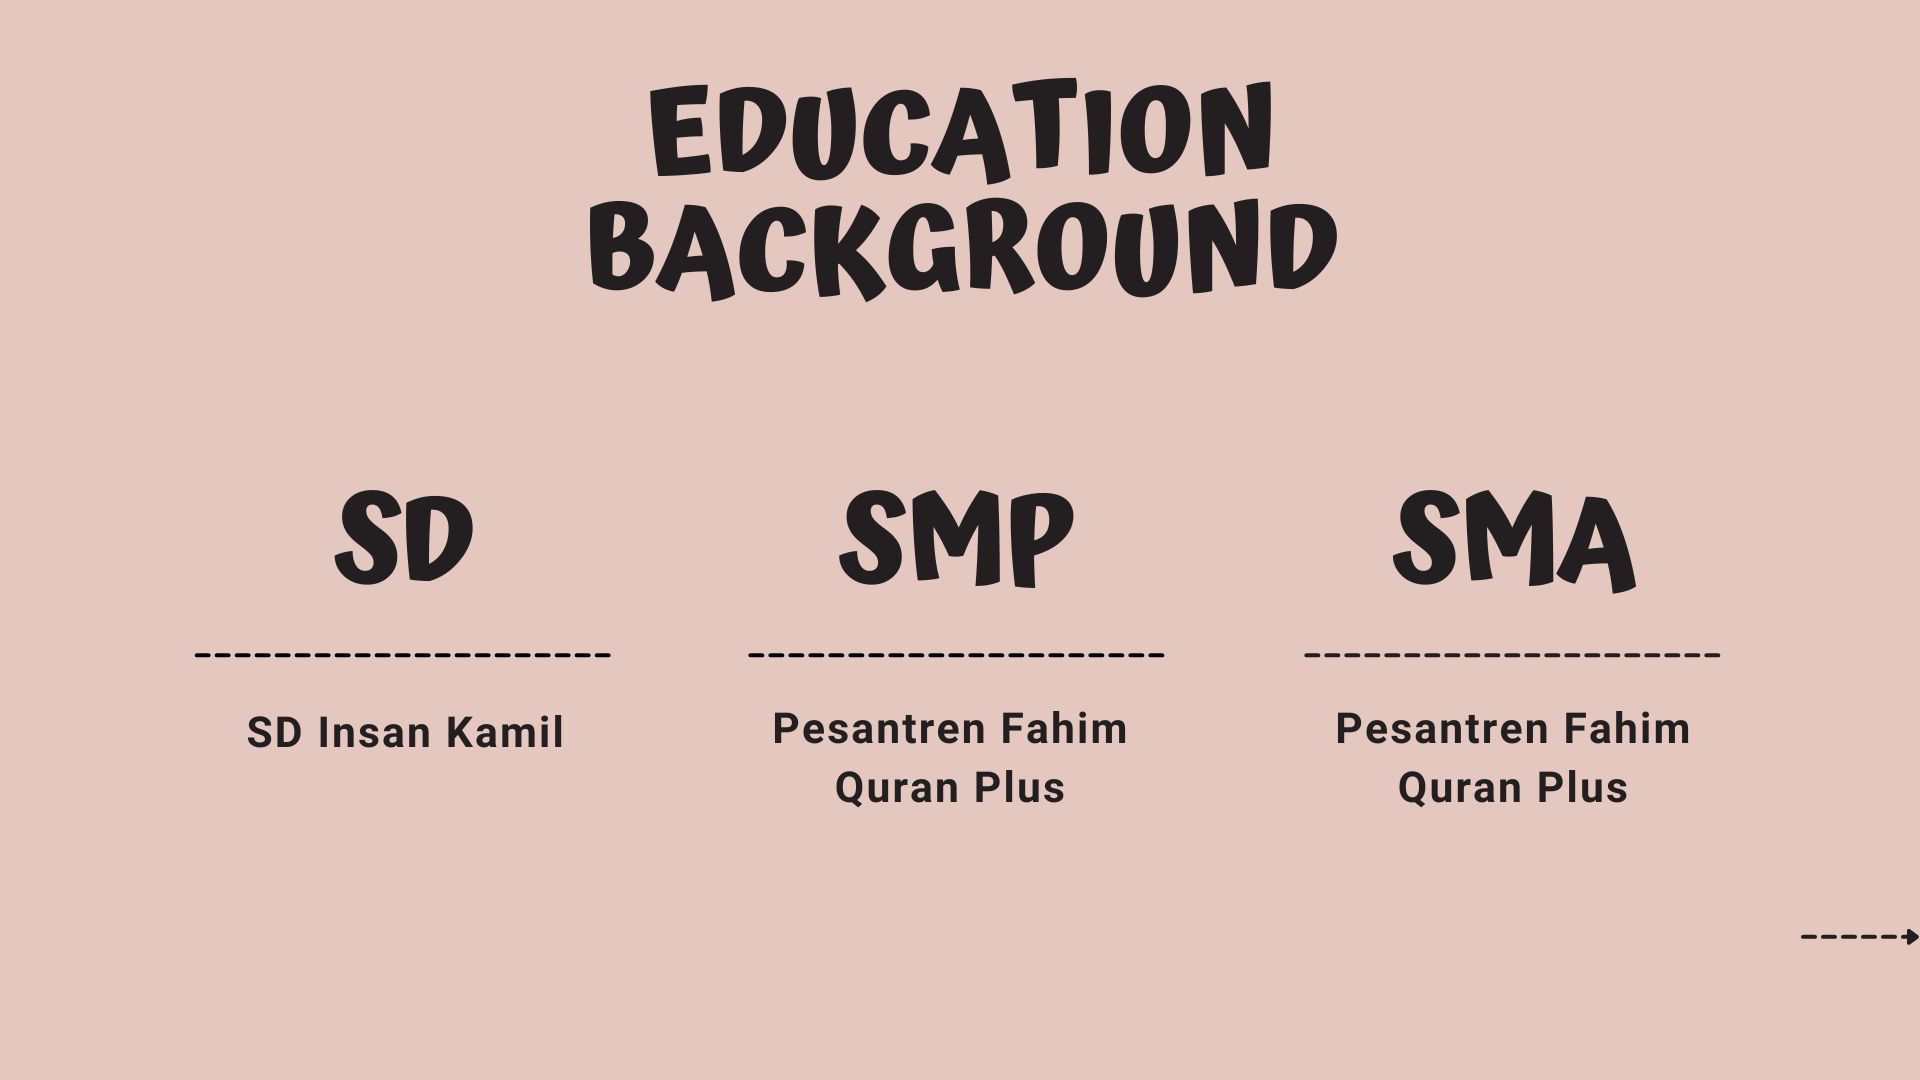 EDUCATION
BACKGROUND
SD
SMP
SMA
SD Insan Kamil
Pesantren Fahim
Quran Plus
Pesantren Fahim
Quran Plus